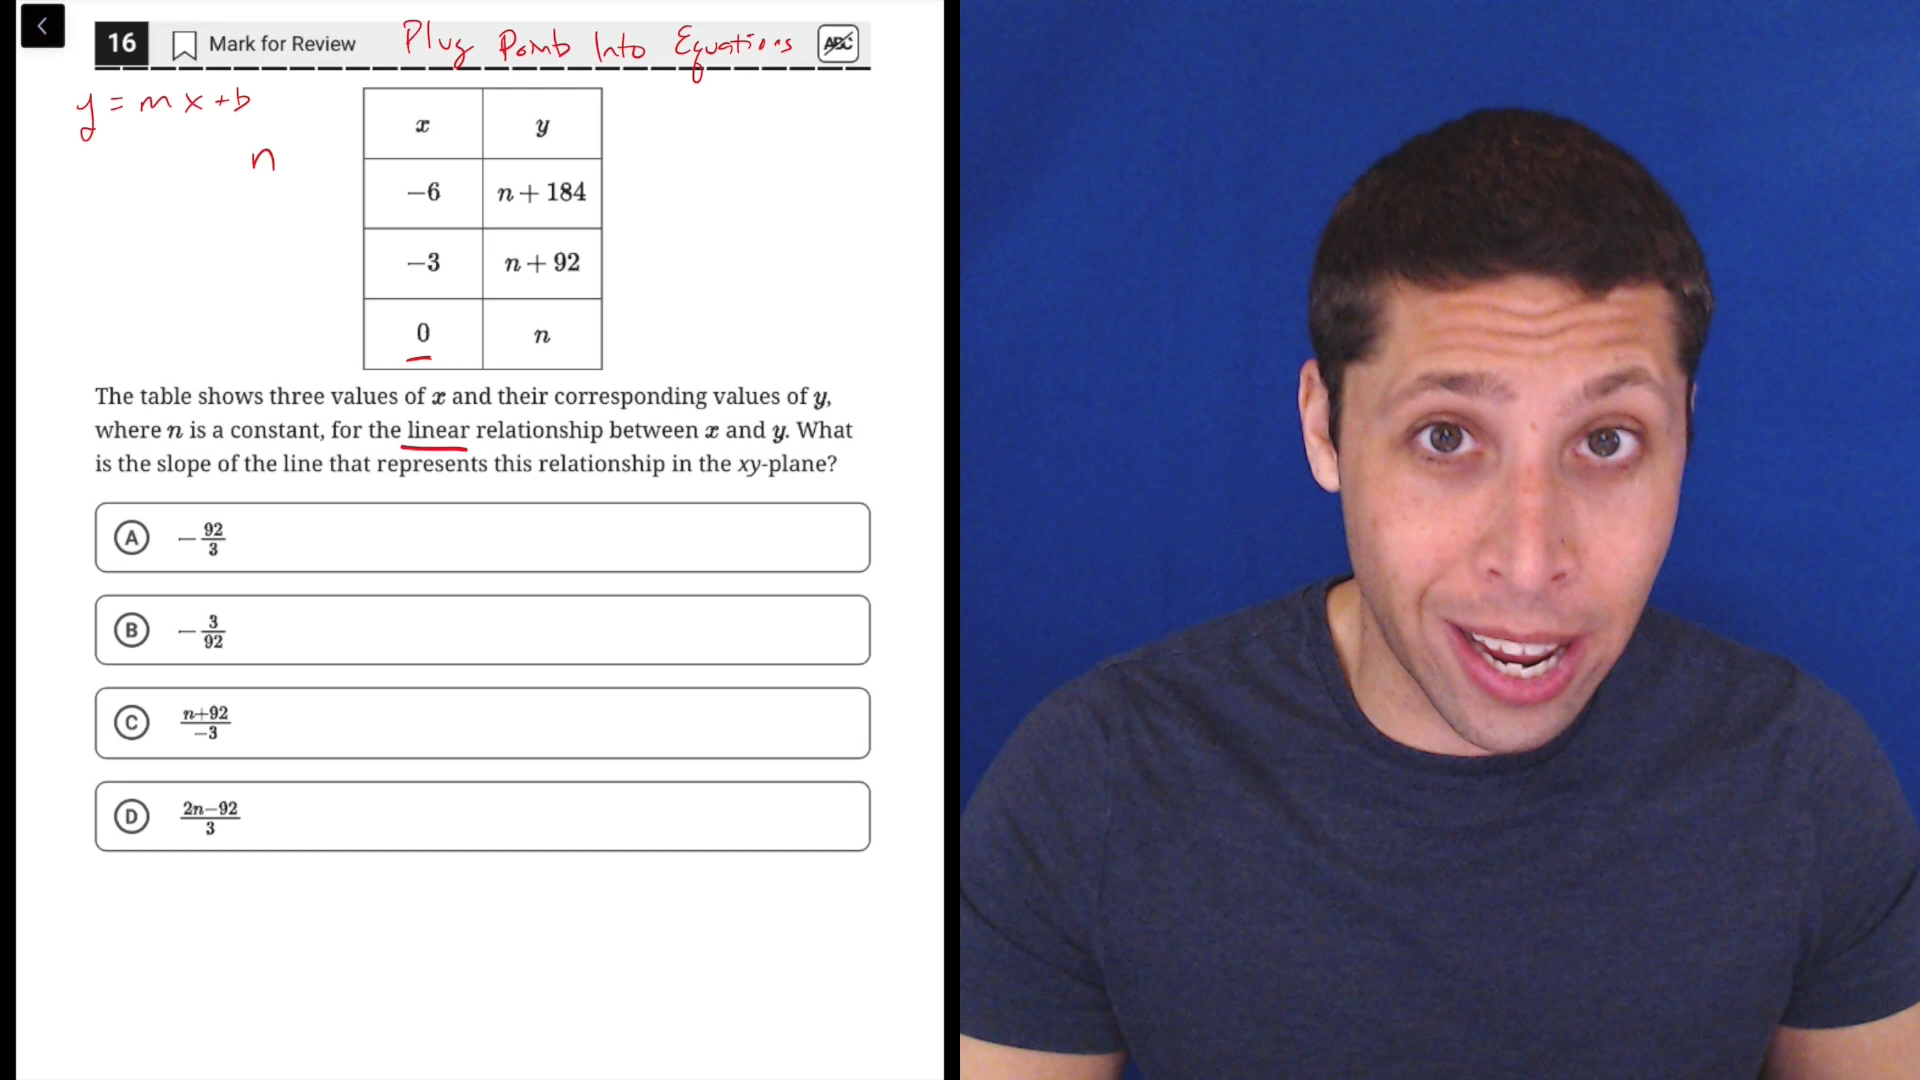 16 Mark for Review Plug Points Into Equations ABC
y = mx+b
n
x y
−6 n + 184
−3 n + 92
0 n
The table shows three values of x and their corresponding values of y,
where n is a constant, for the linear relationship between x and y. What
is the slope of the line that represents this relationship in the xy-plane?
A −92/3
B −3/92
C n+92/−3
D 2n−92/3